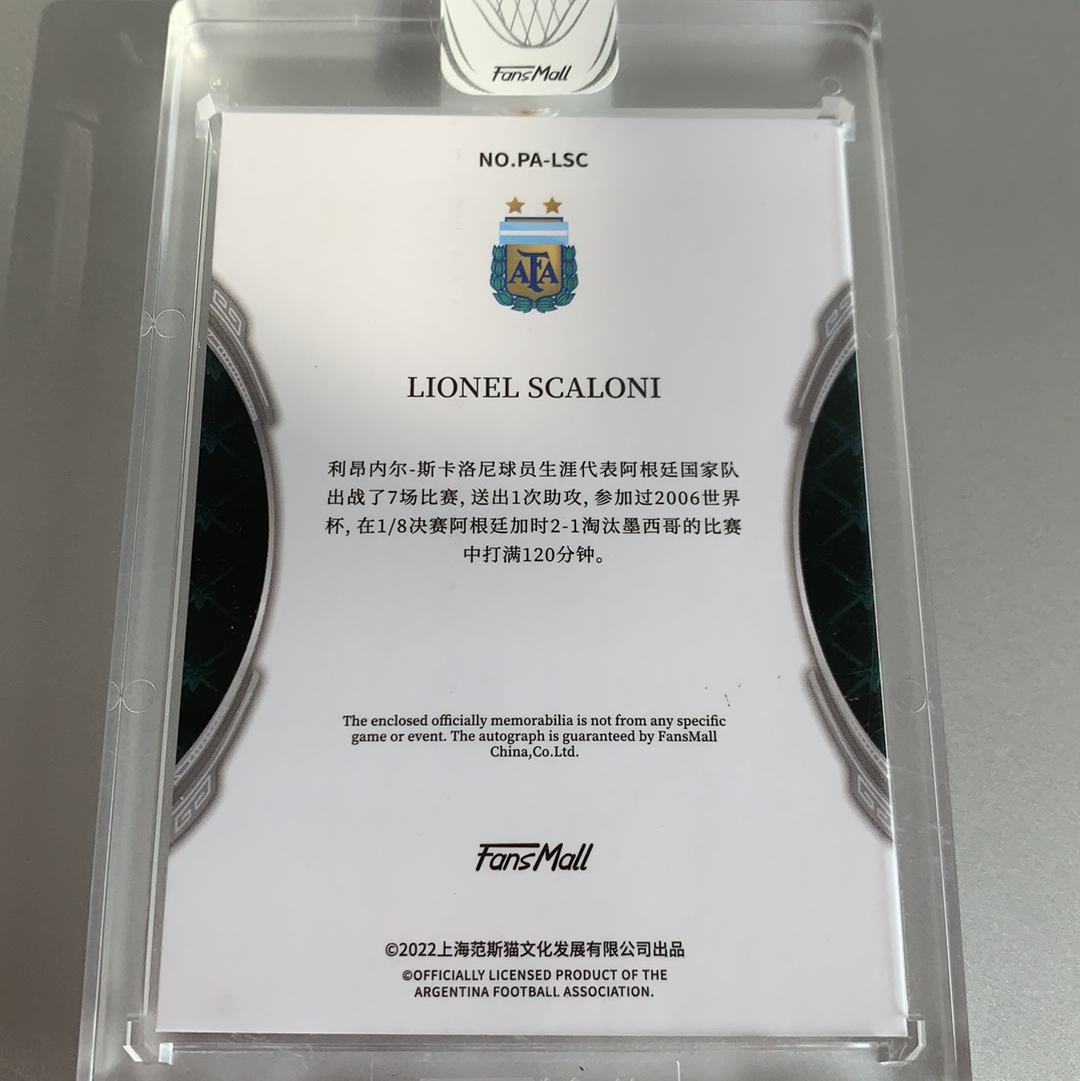 FansMall
NO.PA-LSC
AFA
LIONEL SCALONI
利昂内尔-斯卡洛尼球员生涯代表阿根廷国家队
出战了7场比赛, 送出1次助攻, 参加过2006世界
杯, 在1/8决赛阿根廷加时2-1淘汰墨西哥的比赛
中打满120分钟。
The enclosed officially memorabilia is not from any specific
game or event. The autograph is guaranteed by FansMall
China,Co.Ltd.
FansMall
©2022上海范斯猫文化发展有限公司出品
©OFFICIALLY LICENSED PRODUCT OF THE
ARGENTINA FOOTBALL ASSOCIATION.